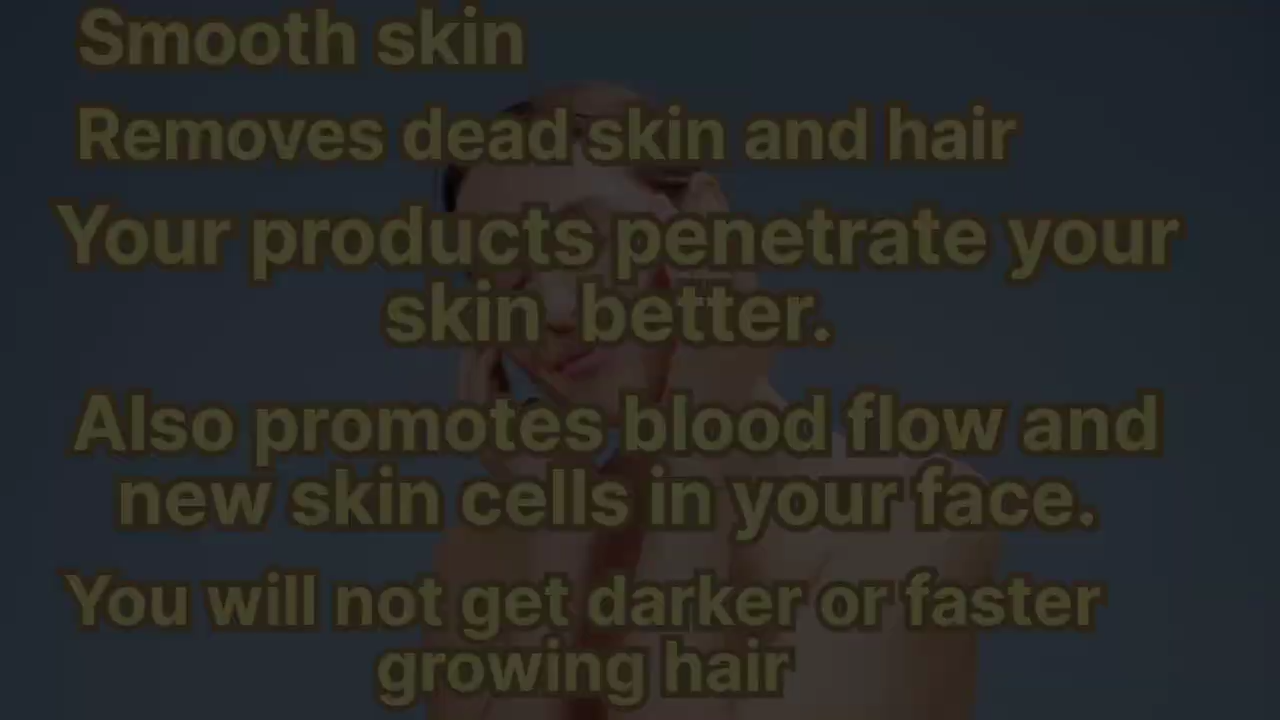 Smooth skin
Removes dead skin and hair
Your products penetrate your
skin better.
Also promotes blood flow and
new skin cells in your face.
You will not get darker or faster
growing hair